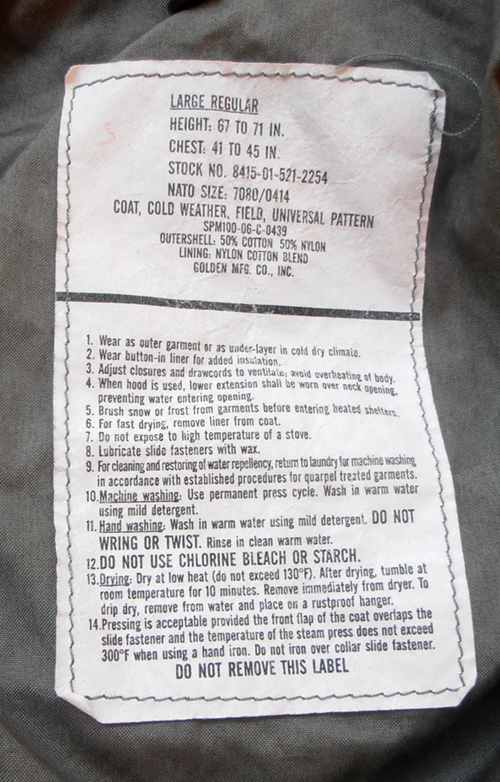 LARGE REGULAR
HEIGHT: 67 TO 71 IN.
CHEST: 41 TO 45 IN.
STOCK NO. 8415-01-521-2254
NATO SIZE: 7080/0414
COAT, COLD WEATHER, FIELD, UNIVERSAL PATTERN
SPM100-06-C-0439
OUTERSHELL: 50% COTTON 50% NYLON
LINING: NYLON COTTON BLEND
GOLDEN MFG. CO., INC.
1. Wear as outer garment or as under-layer in cold dry climate.
2. Wear button-in liner for added insulation.
3. Adjust closures and drawcords to ventilate; avoid overheating of body.
4. When hood is used, lower extension shall be worn over neck opening,
preventing water entering opening.
5. Brush snow or frost from garments before entering heated shelters.
6. For fast drying, remove liner from coat.
7. Do not expose to high temperature of a stove.
8. Lubricate slide fasteners with wax.
9. For cleaning and restoring of water repellency, return to laundry for machine washing
in accordance with established procedures for quarpel treated garments.
10. Machine washing: Use permanent press cycle. Wash in warm water
using mild detergent.
11. Hand washing: Wash in warm water using mild detergent. DO NOT
WRING OR TWIST. Rinse in clean warm water.
12. DO NOT USE CHLORINE BLEACH OR STARCH.
13. Drying: Dry at low heat (do not exceed 130°F). After drying, tumble at
room temperature for 10 minutes. Remove immediately from dryer. To
drip dry, remove from water and place on a rustproof hanger.
14. Pressing is acceptable provided the front flap of the coat overlaps the
slide fastener and the temperature of the steam press does not exceed
300°F when using a hand iron. Do not iron over collar slide fastener.
DO NOT REMOVE THIS LABEL